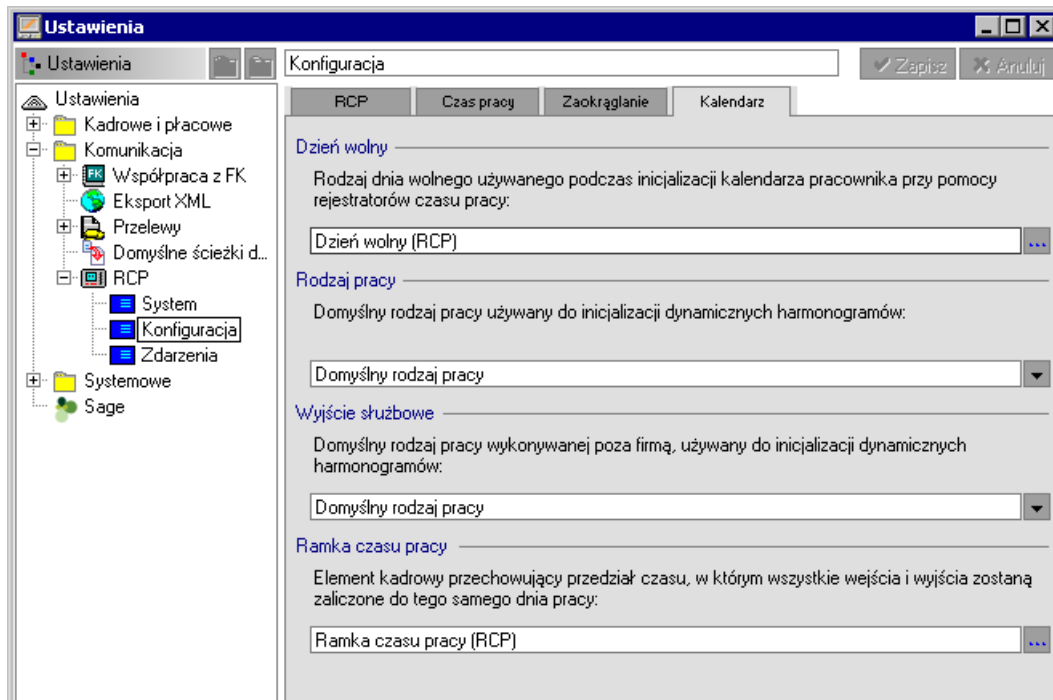 Ustawienia
Ustawienia
Konfiguracja
Zapisz
Anuluj
Ustawienia
Kadrowe i płacowe
Komunikacja
Współpraca z FK
Eksport XML
Przelewy
Domyślne ścieżki d...
RCP
System
Konfiguracja
Zdarzenia
Systemowe
Sage
RCP
Czas pracy
Zaokrąglanie
Kalendarz
Dzień wolny
Rodzaj dnia wolnego używanego podczas inicjalizacji kalendarza pracownika przy pomocy
rejestratorów czasu pracy:
Dzień wolny (RCP)
...
Rodzaj pracy
Domyślny rodzaj pracy używany do inicjalizacji dynamicznych harmonogramów:
Domyślny rodzaj pracy
Wyjście służbowe
Domyślny rodzaj pracy wykonywanej poza firmą, używany do inicjalizacji dynamicznych
harmonogramów:
Domyślny rodzaj pracy
Ramka czasu pracy
Element kadrowy przechowujący przedział czasu, w którym wszystkie wejścia i wyjścia zostaną
zaliczone do tego samego dnia pracy:
Ramka czasu pracy (RCP)
...